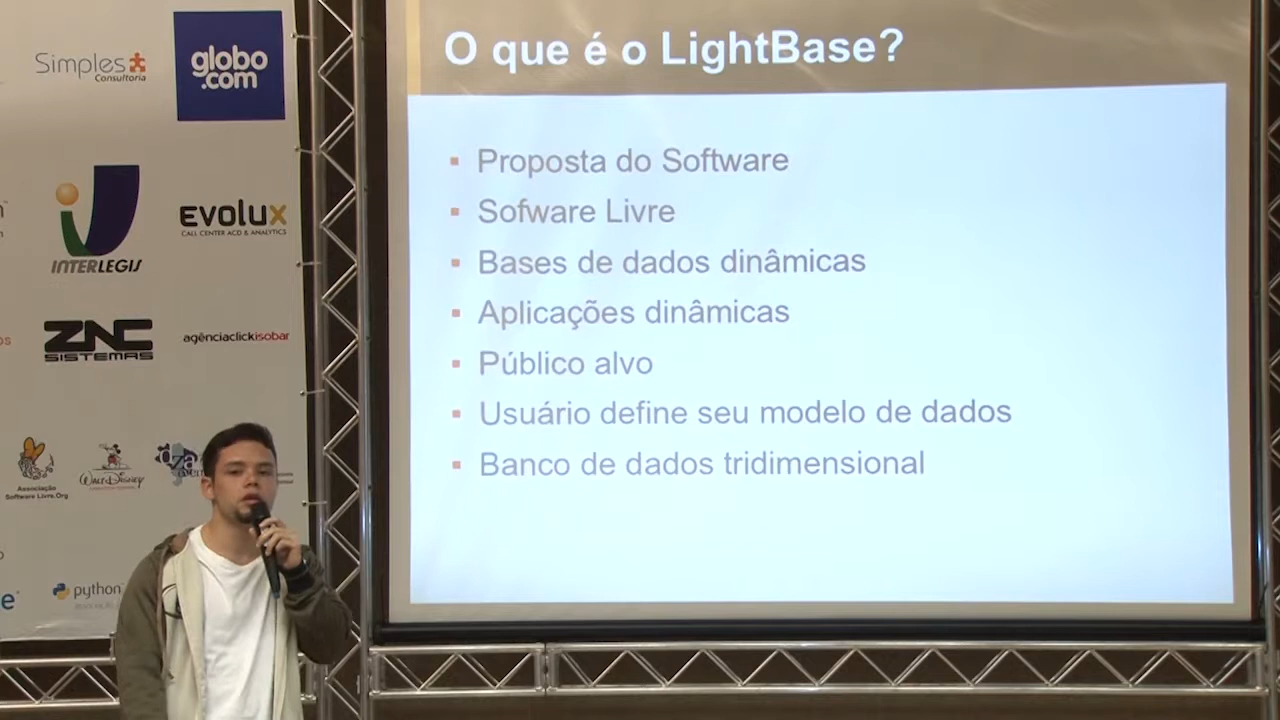 O que é o LightBase?
Proposta do Software
Sofware Livre
Bases de dados dinâmicas
Aplicações dinâmicas
Público alvo
Usuário define seu modelo de dados
Banco de dados tridimensional
Simples
Consultoria
globo
.com
INTERLEGIS
EVOLUX
CALL CENTER ACD & ANALYTICS
ZNC
SISTEMAS
agênciaclickisobar
Associação
Software Livre.Org
WALT DISNEY
dza
python